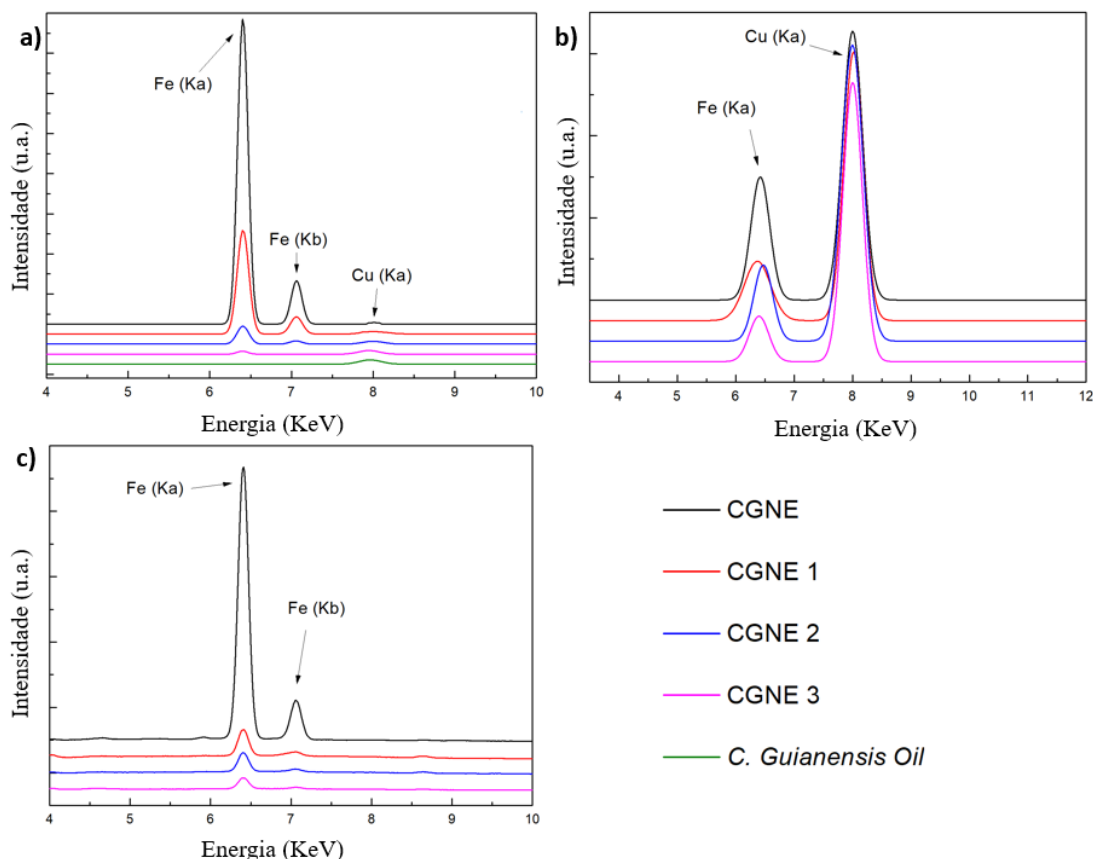 a)
Fe (Ka)
Fe (Kb)
Cu (Ka)
Intensidade (u.a.)
4 5 6 7 8 9 10
Energia (KeV)
b)
Cu (Ka)
Fe (Ka)
Intensidade (u.a.)
4 5 6 7 8 9 10 11 12
Energia (KeV)
c)
Fe (Ka)
Fe (Kb)
Intensidade (u.a.)
4 5 6 7 8 9 10
Energia (KeV)
CGNE
CGNE 1
CGNE 2
CGNE 3
C. Guianensis Oil